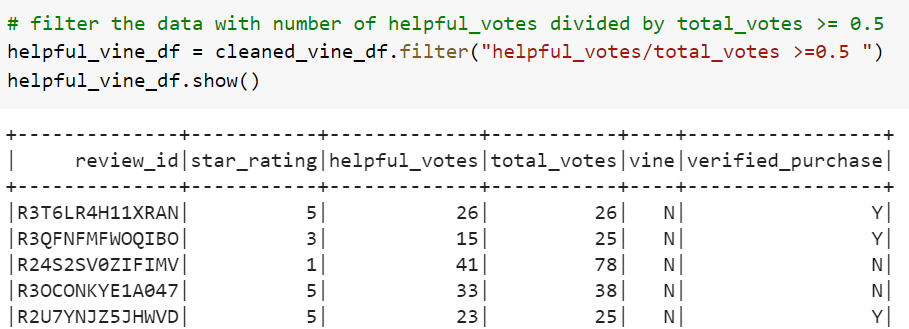 # filter the data with number of helpful_votes divided by total_votes >= 0.5
helpful_vine_df = cleaned_vine_df.filter("helpful_votes/total_votes >=0.5 ")
helpful_vine_df.show()
+--------------+-----------+-------------+-----------+----+-----------------+
|     review_id|star_rating|helpful_votes|total_votes|vine|verified_purchase|
+--------------+-----------+-------------+-----------+----+-----------------+
|R3T6LR4H11XRAN|          5|           26|         26|   N|                Y|
|R3QFNFMFWOQIBO|          3|           15|         25|   N|                Y|
|R24S2SV0ZIFIMV|          1|           41|         78|   N|                N|
|R3OCONKYE1A047|          5|           33|         38|   N|                N|
|R2U7YNJZ5JHWVD|          5|           23|         25|   N|                Y|